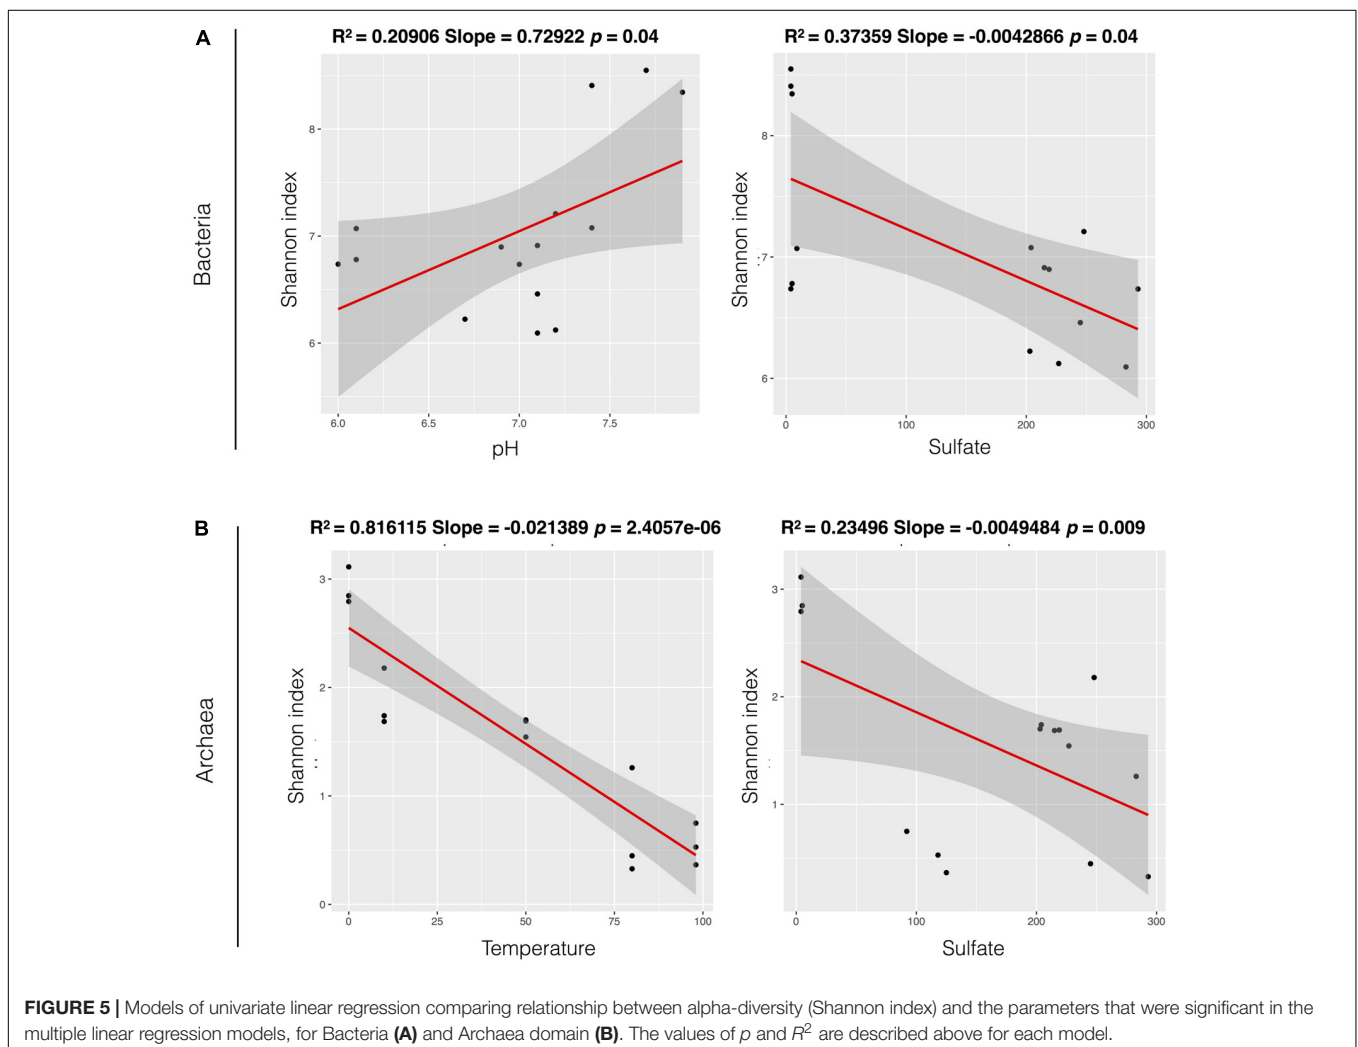 A
R² = 0.20906 Slope = 0.72922 p = 0.04
R² = 0.37359 Slope = -0.0042866 p = 0.04
Bacteria
Shannon index
8
7
6
6.0 6.5 7.0 7.5
pH
Shannon index
8
7
6
0 100 200 300
Sulfate
B
R² = 0.816115 Slope = -0.021389 p = 2.4057e-06
R² = 0.23496 Slope = -0.0049484 p = 0.009
Archaea
Shannon index
3
2
1
0
0 25 50 75 100
Temperature
Shannon index
3
2
1
0 100 200 300
Sulfate
FIGURE 5 | Models of univariate linear regression comparing relationship between alpha-diversity (Shannon index) and the parameters that were significant in the
multiple linear regression models, for Bacteria (A) and Archaea domain (B). The values of p and R² are described above for each model.